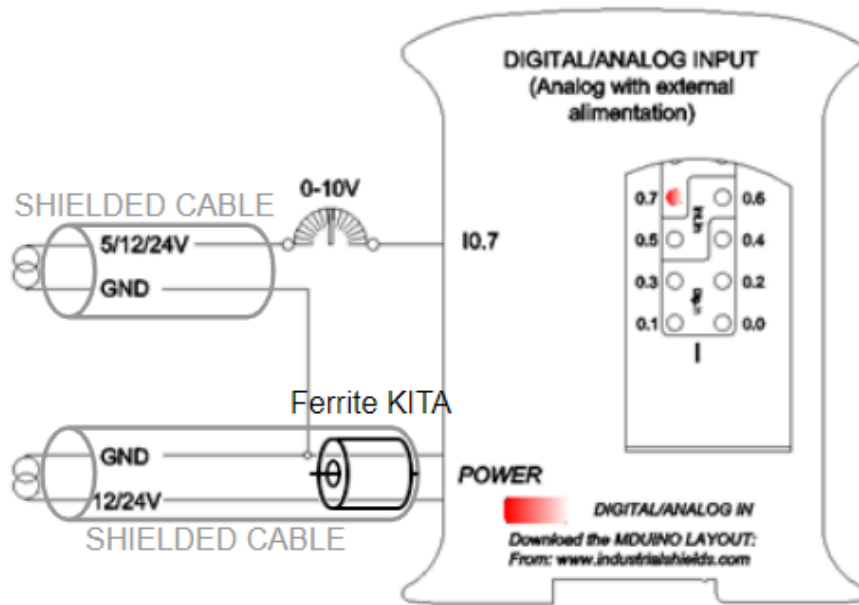 DIGITAL/ANALOG INPUT
(Analog with external
alimentation)
SHIELDED CABLE
0-10V
5/12/24V
I0.7
GND
0.7
0.6
0.5
0.4
0.3
0.2
0.1
0.0
I
Ferrite KITA
GND
POWER
12/24V
DIGITAL/ANALOG IN
SHIELDED CABLE
Download the MDUINO LAYOUT:
From: www.industrialshields.com